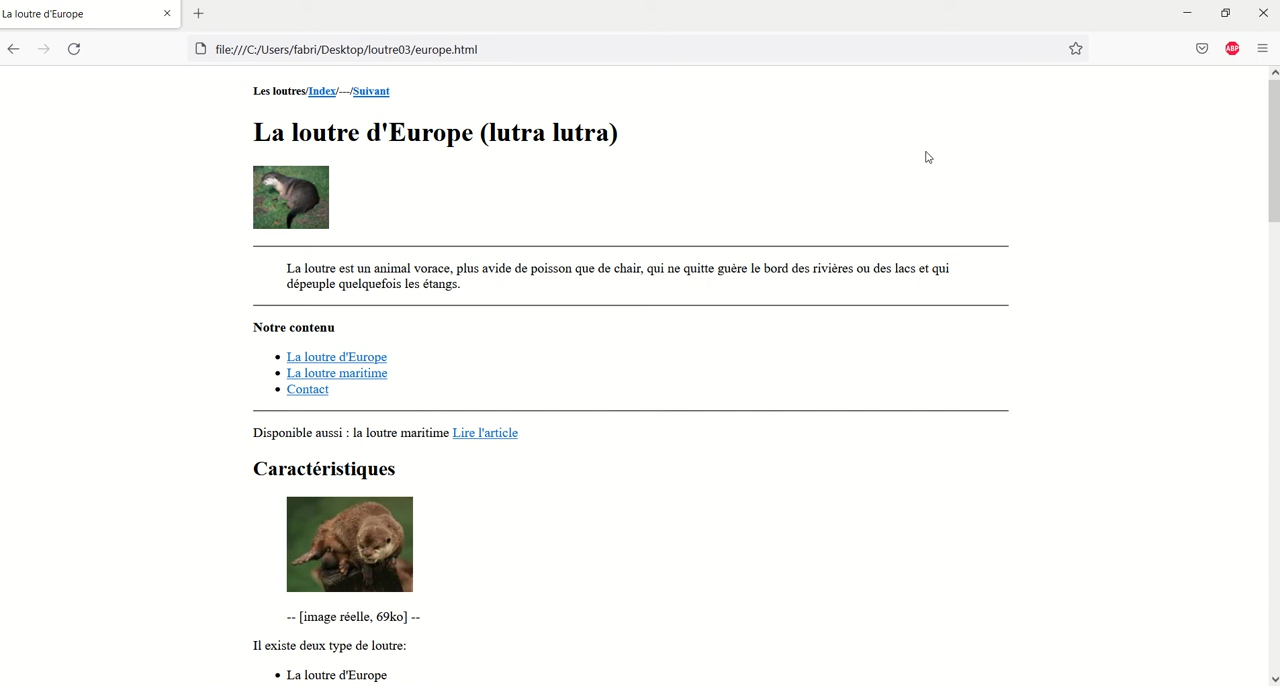 La loutre d'Europe
file:///C:/Users/fabri/Desktop/loutre03/europe.html
ABP
Les loutres/Index/---/Suivant
La loutre d'Europe (lutra lutra)
La loutre est un animal vorace, plus avide de poisson que de chair, qui ne quitte guère le bord des rivières ou des lacs et qui
dépeuple quelquefois les étangs.
Notre contenu
La loutre d'Europe
La loutre maritime
Contact
Disponible aussi : la loutre maritime Lire l'article
Caractéristiques
-- [image réelle, 69ko] --
Il existe deux type de loutre:
La loutre d'Europe